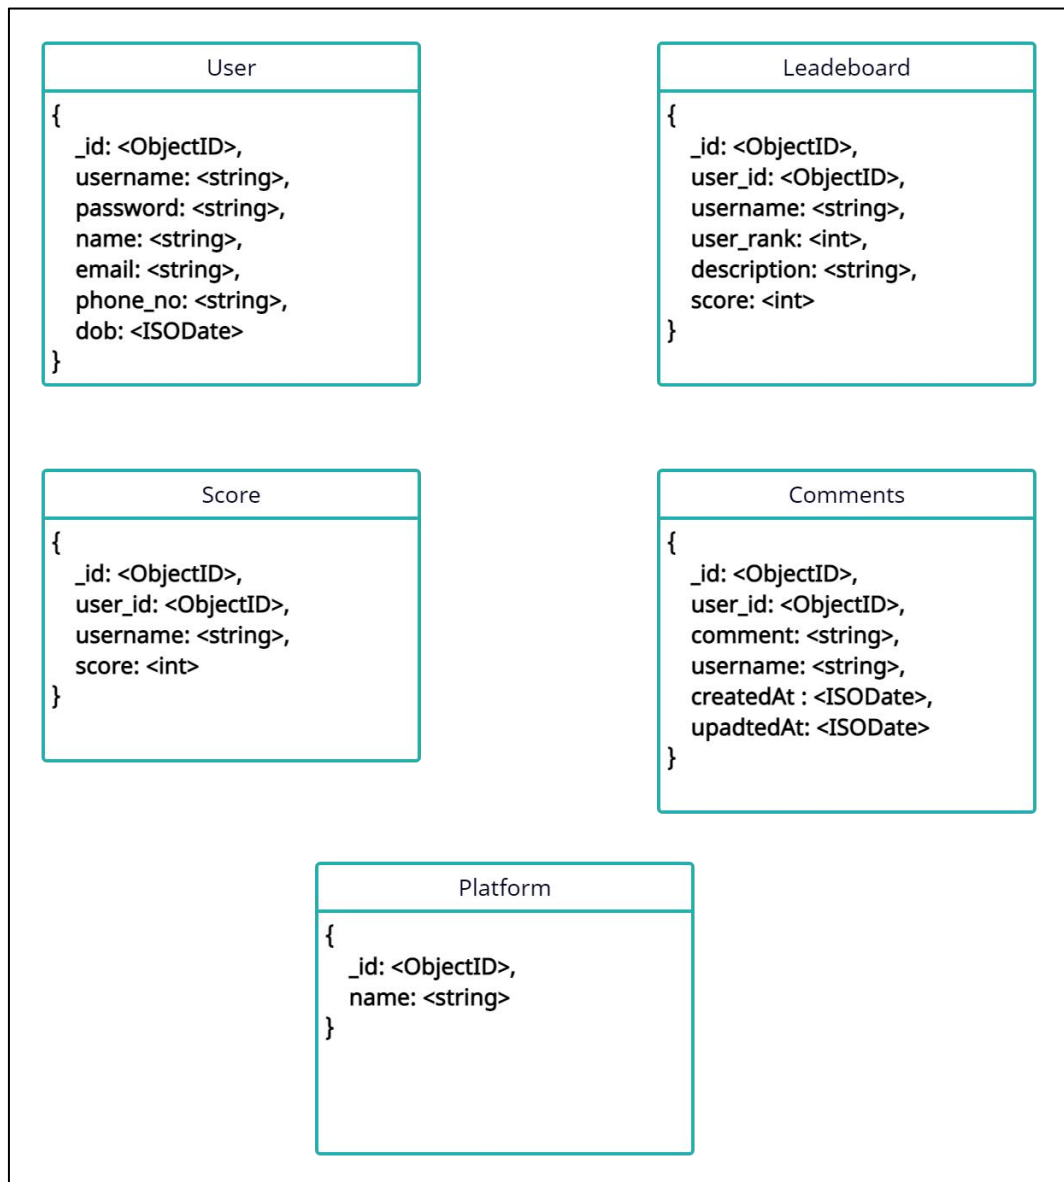 User
{
_id: <ObjectID>,
username: <string>,
password: <string>,
name: <string>,
email: <string>,
phone_no: <string>,
dob: <ISODate>
}
Leadeboard
{
_id: <ObjectID>,
user_id: <ObjectID>,
username: <string>,
user_rank: <int>,
description: <string>,
score: <int>
}
Score
{
_id: <ObjectID>,
user_id: <ObjectID>,
username: <string>,
score: <int>
}
Comments
{
_id: <ObjectID>,
user_id: <ObjectID>,
comment: <string>,
username: <string>,
createdAt : <ISODate>,
upadtedAt: <ISODate>
}
Platform
{
_id: <ObjectID>,
name: <string>
}